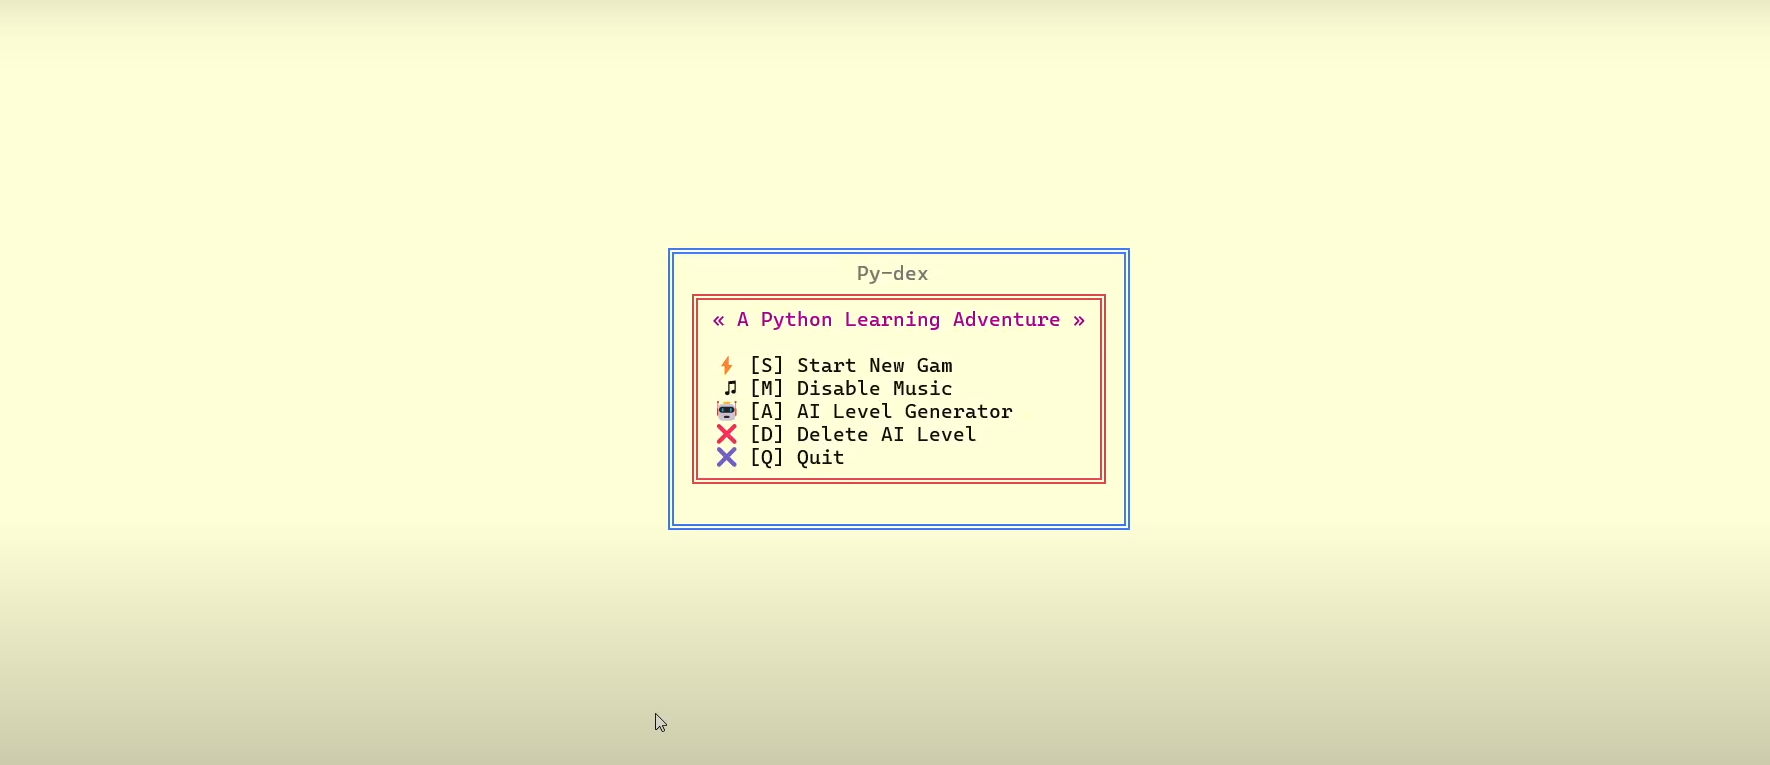 Py-dex
« A Python Learning Adventure »
⚡ [S] Start New Gam
♫ [M] Disable Music
🤖 [A] AI Level Generator
❌ [D] Delete AI Level
✖ [Q] Quit